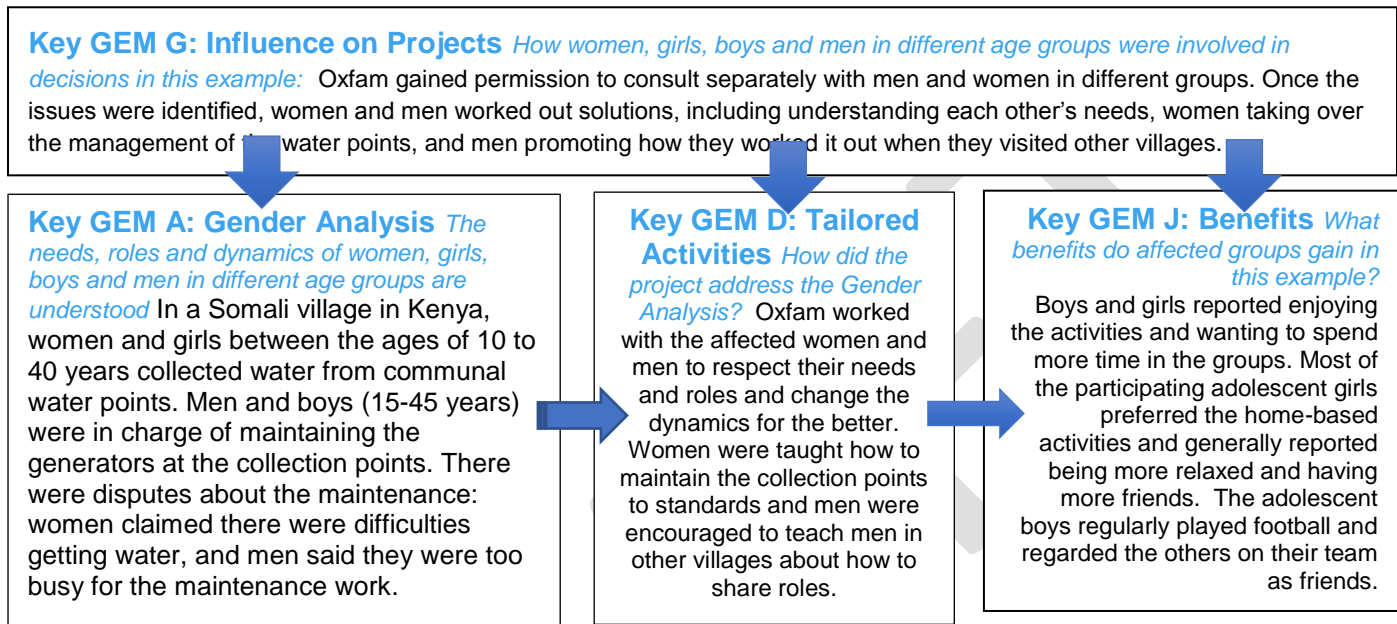 Key GEM G: Influence on Projects How women, girls, boys and men in different age groups were involved in
decisions in this example: Oxfam gained permission to consult separately with men and women in different groups. Once the
issues were identified, women and men worked out solutions, including understanding each other's needs, women taking over
the management of the water points, and men promoting how they worked it out when they visited other villages.
Key GEM A: Gender Analysis The
needs, roles and dynamics of women, girls,
boys and men in different age groups are
understood In a Somali village in Kenya,
women and girls between the ages of 10 to
40 years collected water from communal
water points. Men and boys (15-45 years)
were in charge of maintaining the
generators at the collection points. There
were disputes about the maintenance:
women claimed there were difficulties
getting water, and men said they were too
busy for the maintenance work.
Key GEM D: Tailored
Activities How did the
project address the Gender
Analysis? Oxfam worked
with the affected women and
men to respect their needs
and roles and change the
dynamics for the better.
Women were taught how to
maintain the collection points
to standards and men were
encouraged to teach men in
other villages about how to
share roles.
Key GEM J: Benefits What
benefits do affected groups gain in
this example?
Boys and girls reported enjoying
the activities and wanting to spend
more time in the groups. Most of
the participating adolescent girls
preferred the home-based
activities and generally reported
being more relaxed and having
more friends. The adolescent
boys regularly played football and
regarded the others on their team
as friends.